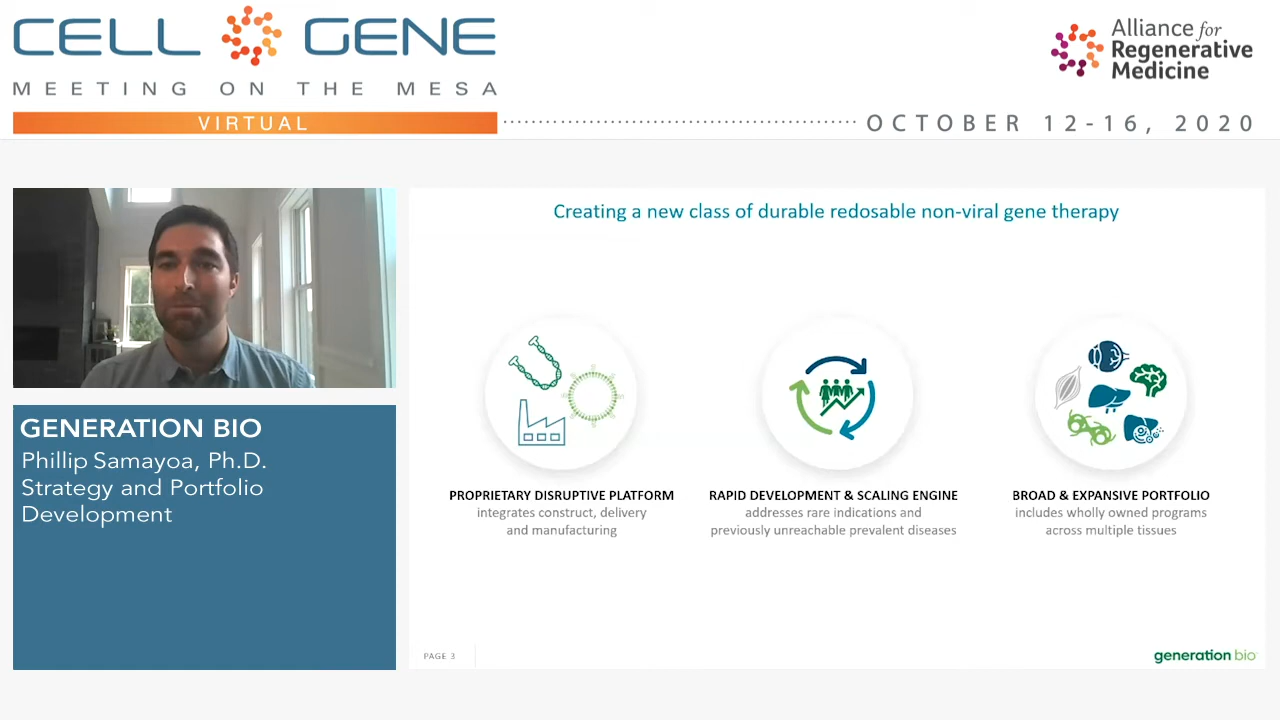 CELL GENE
MEETING ON THE MESA
VIRTUAL
Alliance for
Regenerative
Medicine
OCTOBER 12-16, 2020
GENERATION BIO
Phillip Samayoa, Ph.D.
Strategy and Portfolio
Development
Creating a new class of durable redosable non-viral gene therapy
PROPRIETARY DISRUPTIVE PLATFORM
integrates construct, delivery
and manufacturing
RAPID DEVELOPMENT & SCALING ENGINE
addresses rare indications and
previously unreachable prevalent diseases
BROAD & EXPANSIVE PORTFOLIO
includes wholly owned programs
across multiple tissues
PAGE 3
generation bio